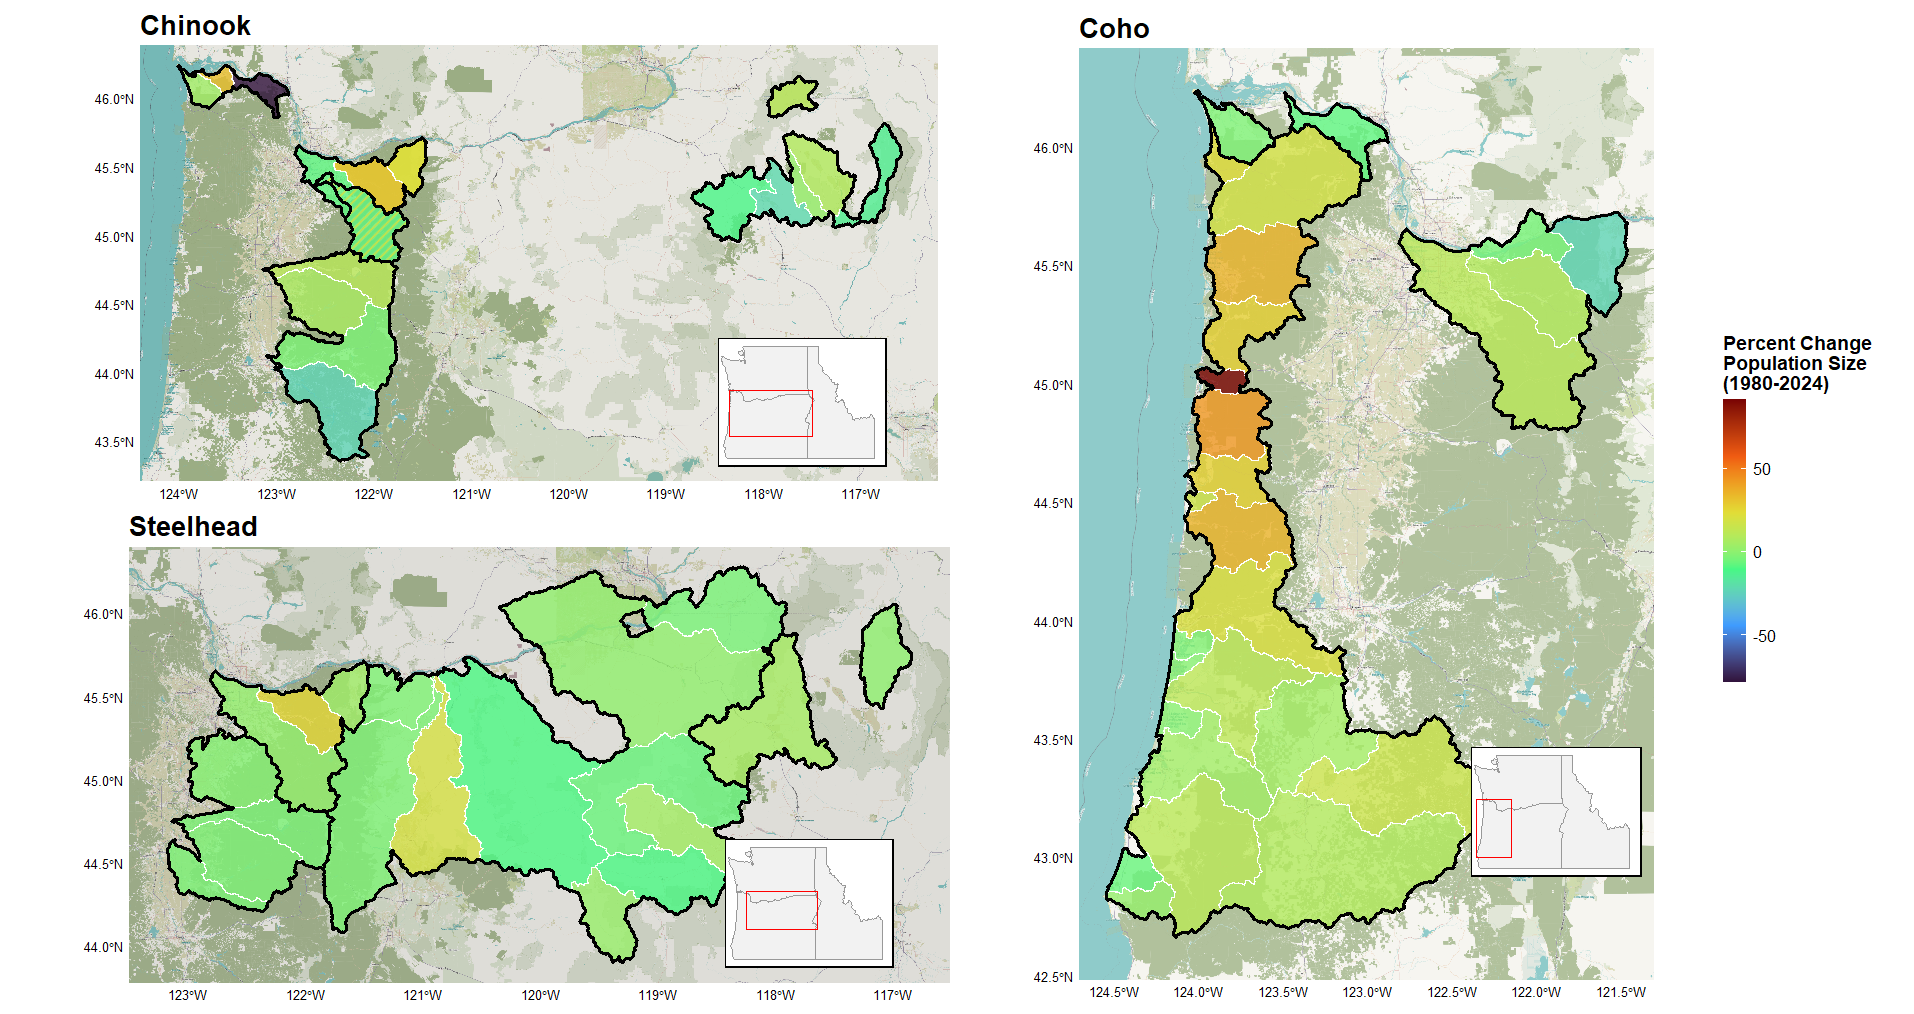 Chinook
46.0°N
45.5°N
45.0°N
44.5°N
44.0°N
43.5°N
124°W 123°W 122°W 121°W 120°W 119°W 118°W 117°W
Steelhead
46.0°N
45.5°N
45.0°N
44.5°N
44.0°N
123°W 122°W 121°W 120°W 119°W 118°W 117°W
Coho
46.0°N
45.5°N
45.0°N
44.5°N
44.0°N
43.5°N
43.0°N
42.5°N
124.5°W 124.0°W 123.5°W 123.0°W 122.5°W 122.0°W 121.5°W
Percent Change
Population Size
(1980-2024)
50
0
-50